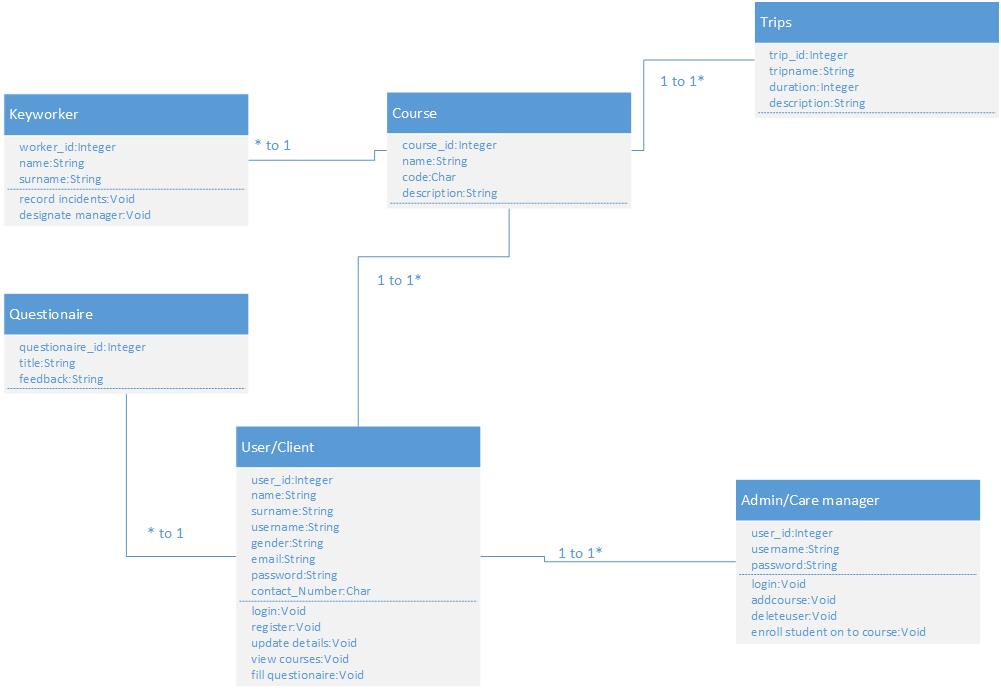 Trips
trip_id:Integer
tripname:String
duration:Integer
description:String
1 to 1*
Keyworker
worker_id:Integer
name:String
surname:String
record incidents:Void
designate manager:Void
* to 1
Course
course_id:Integer
name:String
code:Char
description:String
1 to 1*
Questionaire
questionaire_id:Integer
title:String
feedback:String
* to 1
User/Client
user_id:Integer
name:String
surname:String
username:String
gender:String
email:String
password:String
contact_Number:Char
login:Void
register:Void
update details:Void
view courses:Void
fill questionaire:Void
1 to 1*
Admin/Care manager
user_id:Integer
username:String
password:String
login:Void
addcourse:Void
deleteuser:Void
enroll student on to course:Void